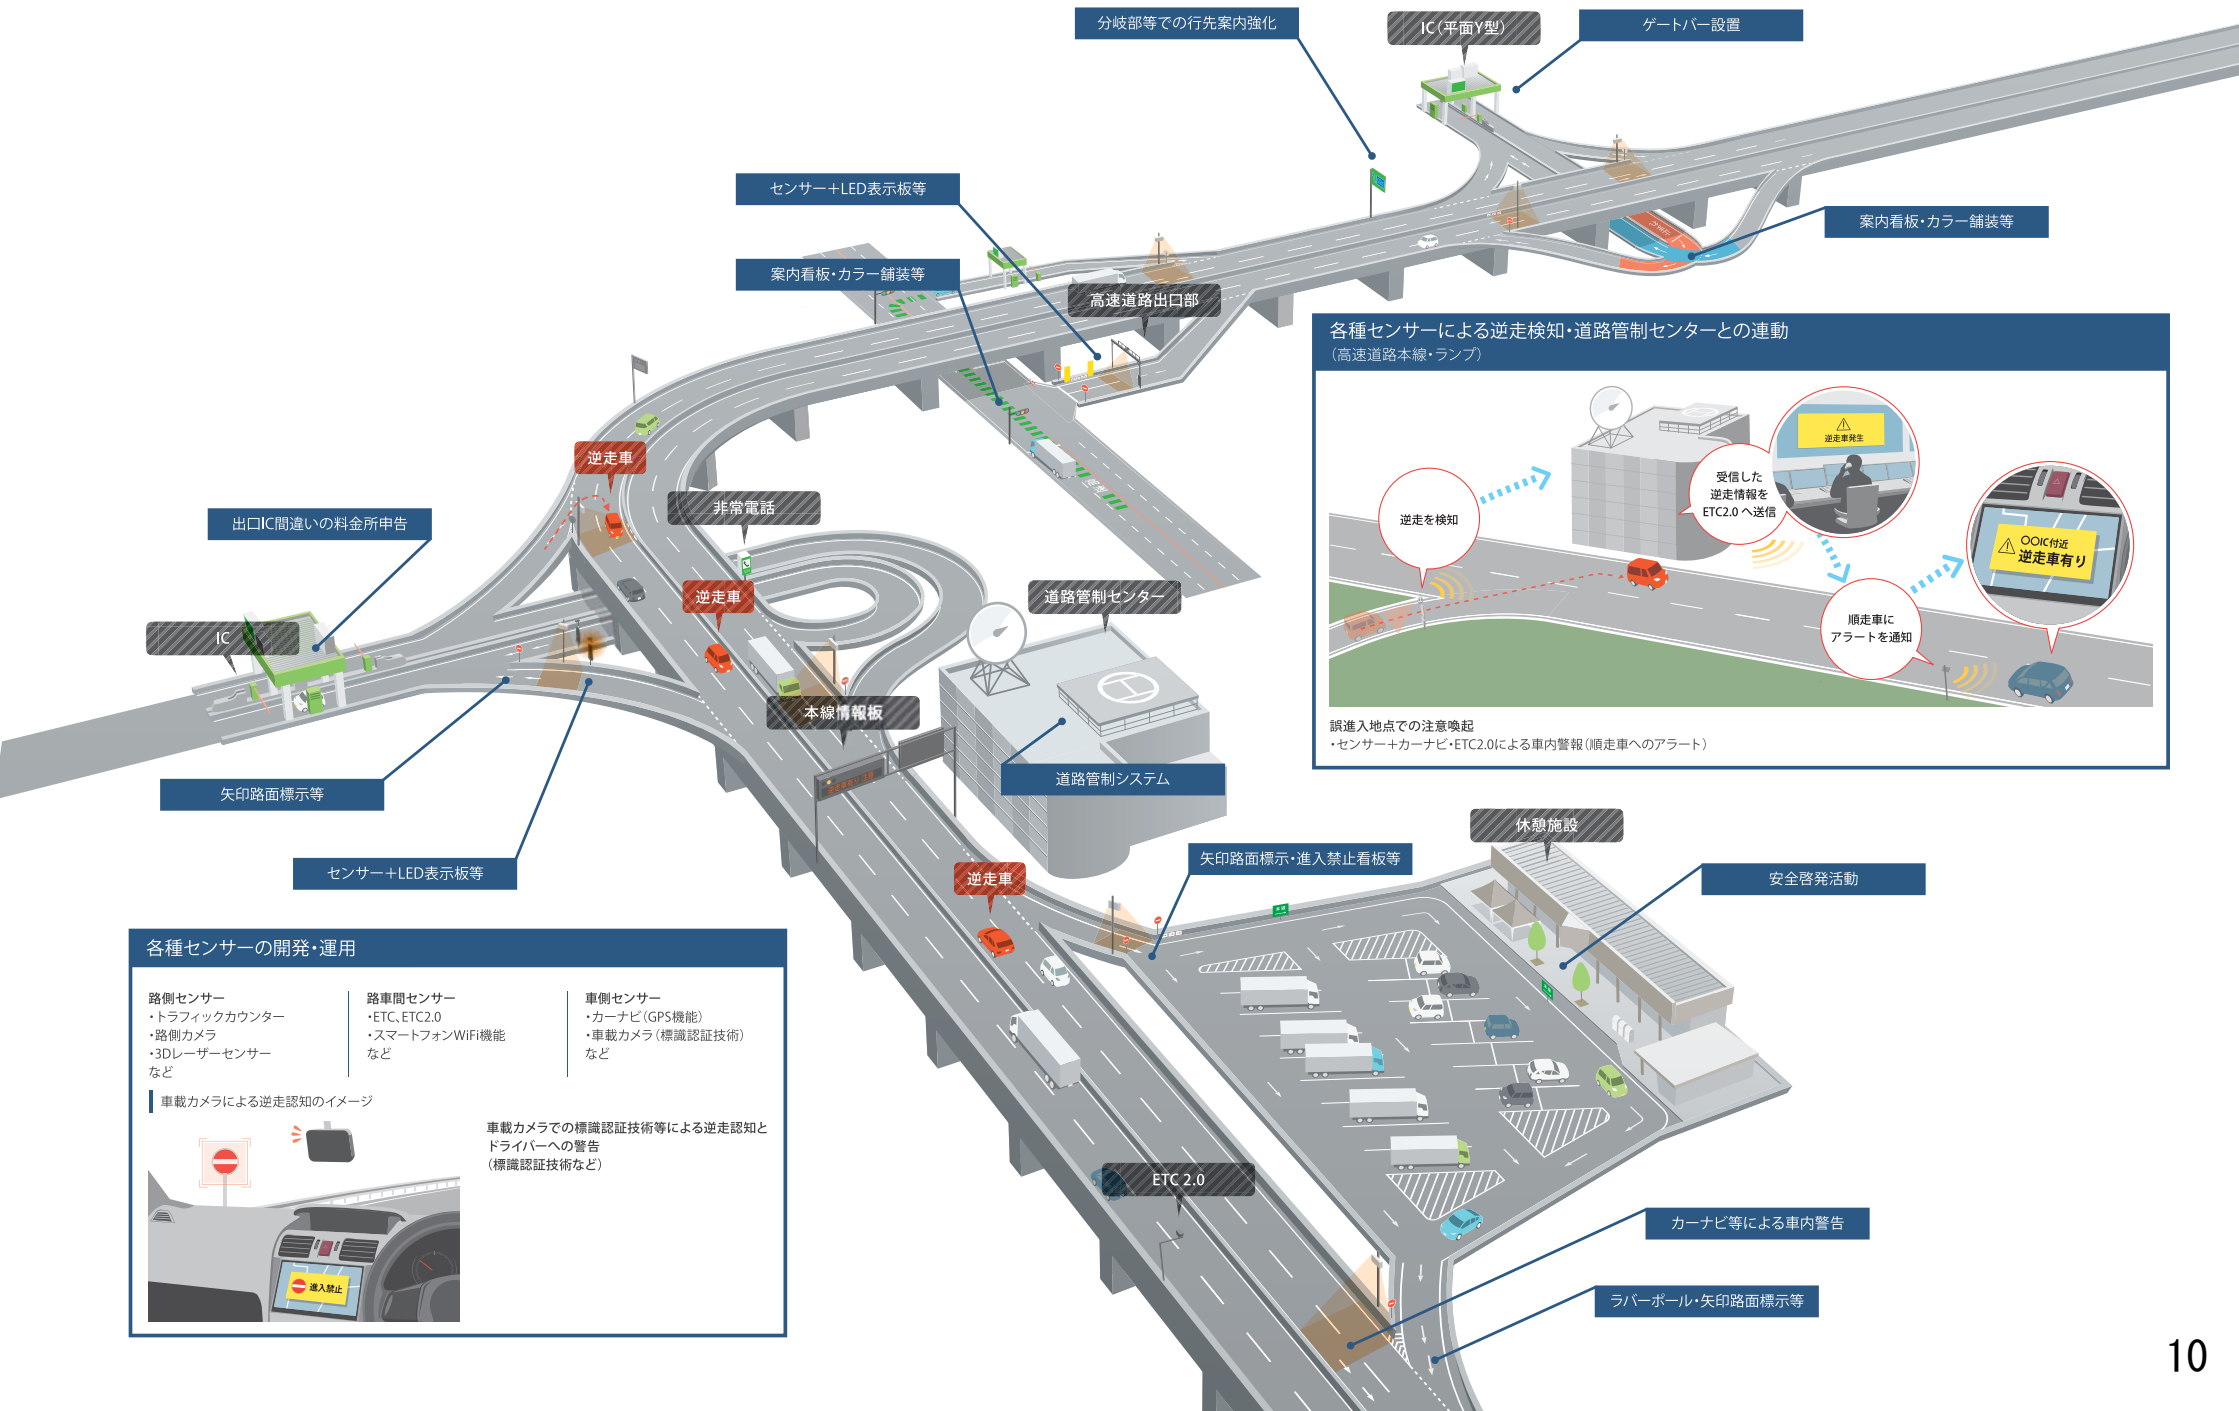 分岐部等での行先案内強化
IC(平面Y型)
ゲートバー設置
センサー+LED表示板等
案内看板・カラー舗装等
案内看板・カラー舗装等
高速道路出口部
逆走車
非常電話
出口IC間違いの料金所申告
逆走車
道路管制センター
IC
本線情報板
道路管制システム
矢印路面標示等
センサー+LED表示板等
逆走車
矢印路面標示・進入禁止看板等
休憩施設
安全啓発活動
ETC 2.0
カーナビ等による車内警告
ラバーポール・矢印路面標示等
各種センサーによる逆走検知・道路管制センターとの連動
(高速道路本線・ランプ)
逆走を検知
受信した
逆走情報を
ETC2.0 へ送信
逆走車発生
順走車に
アラートを通知
〇〇IC付近
逆走車有り
誤進入地点での注意喚起
・センサー+カーナビ・ETC2.0による車内警報(順走車へのアラート)
各種センサーの開発・運用
路側センサー
・トラフィックカウンター
・路側カメラ
・3Dレーザーセンサー
など
路車間センサー
・ETC、ETC2.0
・スマートフォンWiFi機能
など
車側センサー
・カーナビ(GPS機能)
・車載カメラ(標識認証技術)
など
車載カメラによる逆走認知のイメージ
車載カメラでの標識認証技術等による逆走認知と
ドライバーへの警告
(標識認証技術など)
進入禁止
10